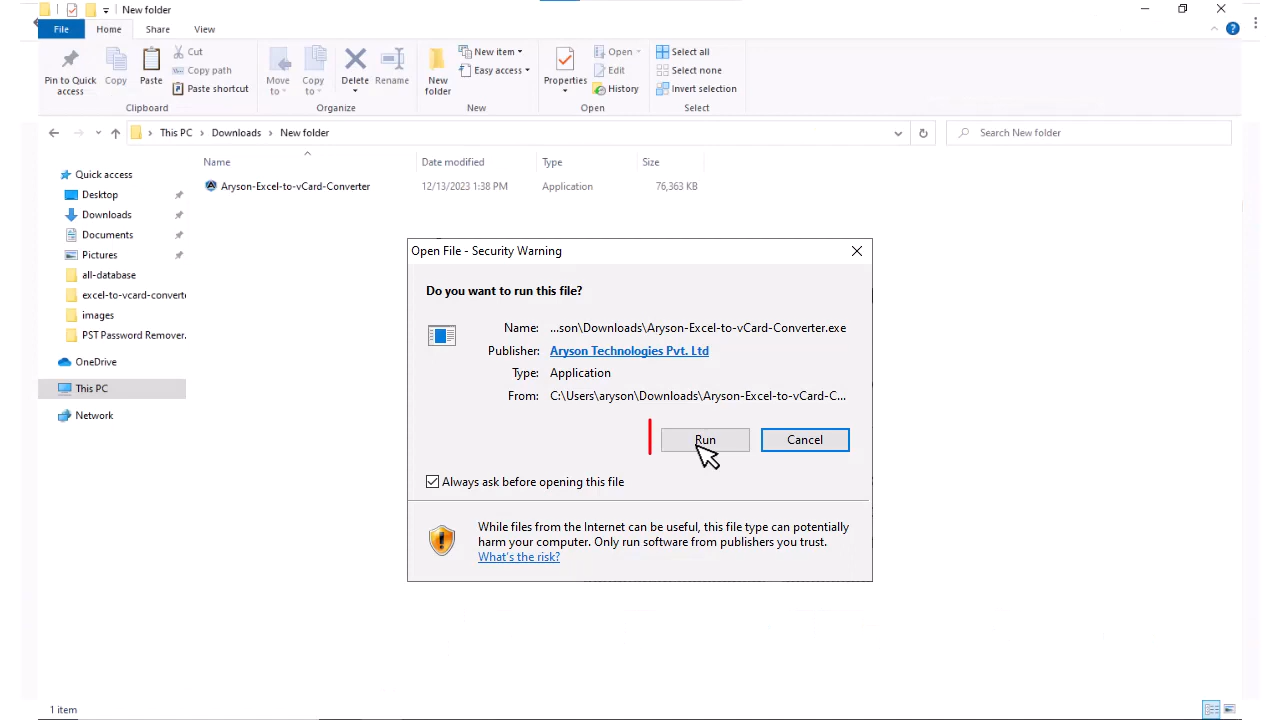 New folder
File Home Share View
Pin to Quick access
Copy
Paste
Cut
Copy path
Paste shortcut
Clipboard
Move to
Copy to
Delete
Rename
Organize
New folder
New item
Easy access
New
Properties
Open
Edit
History
Open
Select all
Select none
Invert selection
Select
This PC > Downloads > New folder
Search New folder
Name Date modified Type Size
Aryson-Excel-to-vCard-Converter 12/13/2023 1:38 PM Application 76,363 KB
Quick access
Desktop
Downloads
Documents
Pictures
all-database
excel-to-vcard-converte
images
PST Password Remover.
OneDrive
This PC
Network
Open File - Security Warning
Do you want to run this file?
Name: ...son\Downloads\Aryson-Excel-to-vCard-Converter.exe
Publisher: Aryson Technologies Pvt. Ltd
Type: Application
From: C:\Users\aryson\Downloads\Aryson-Excel-to-vCard-C...
Run Cancel
Always ask before opening this file
While files from the Internet can be useful, this file type can potentially
harm your computer. Only run software from publishers you trust.
What's the risk?
1 item